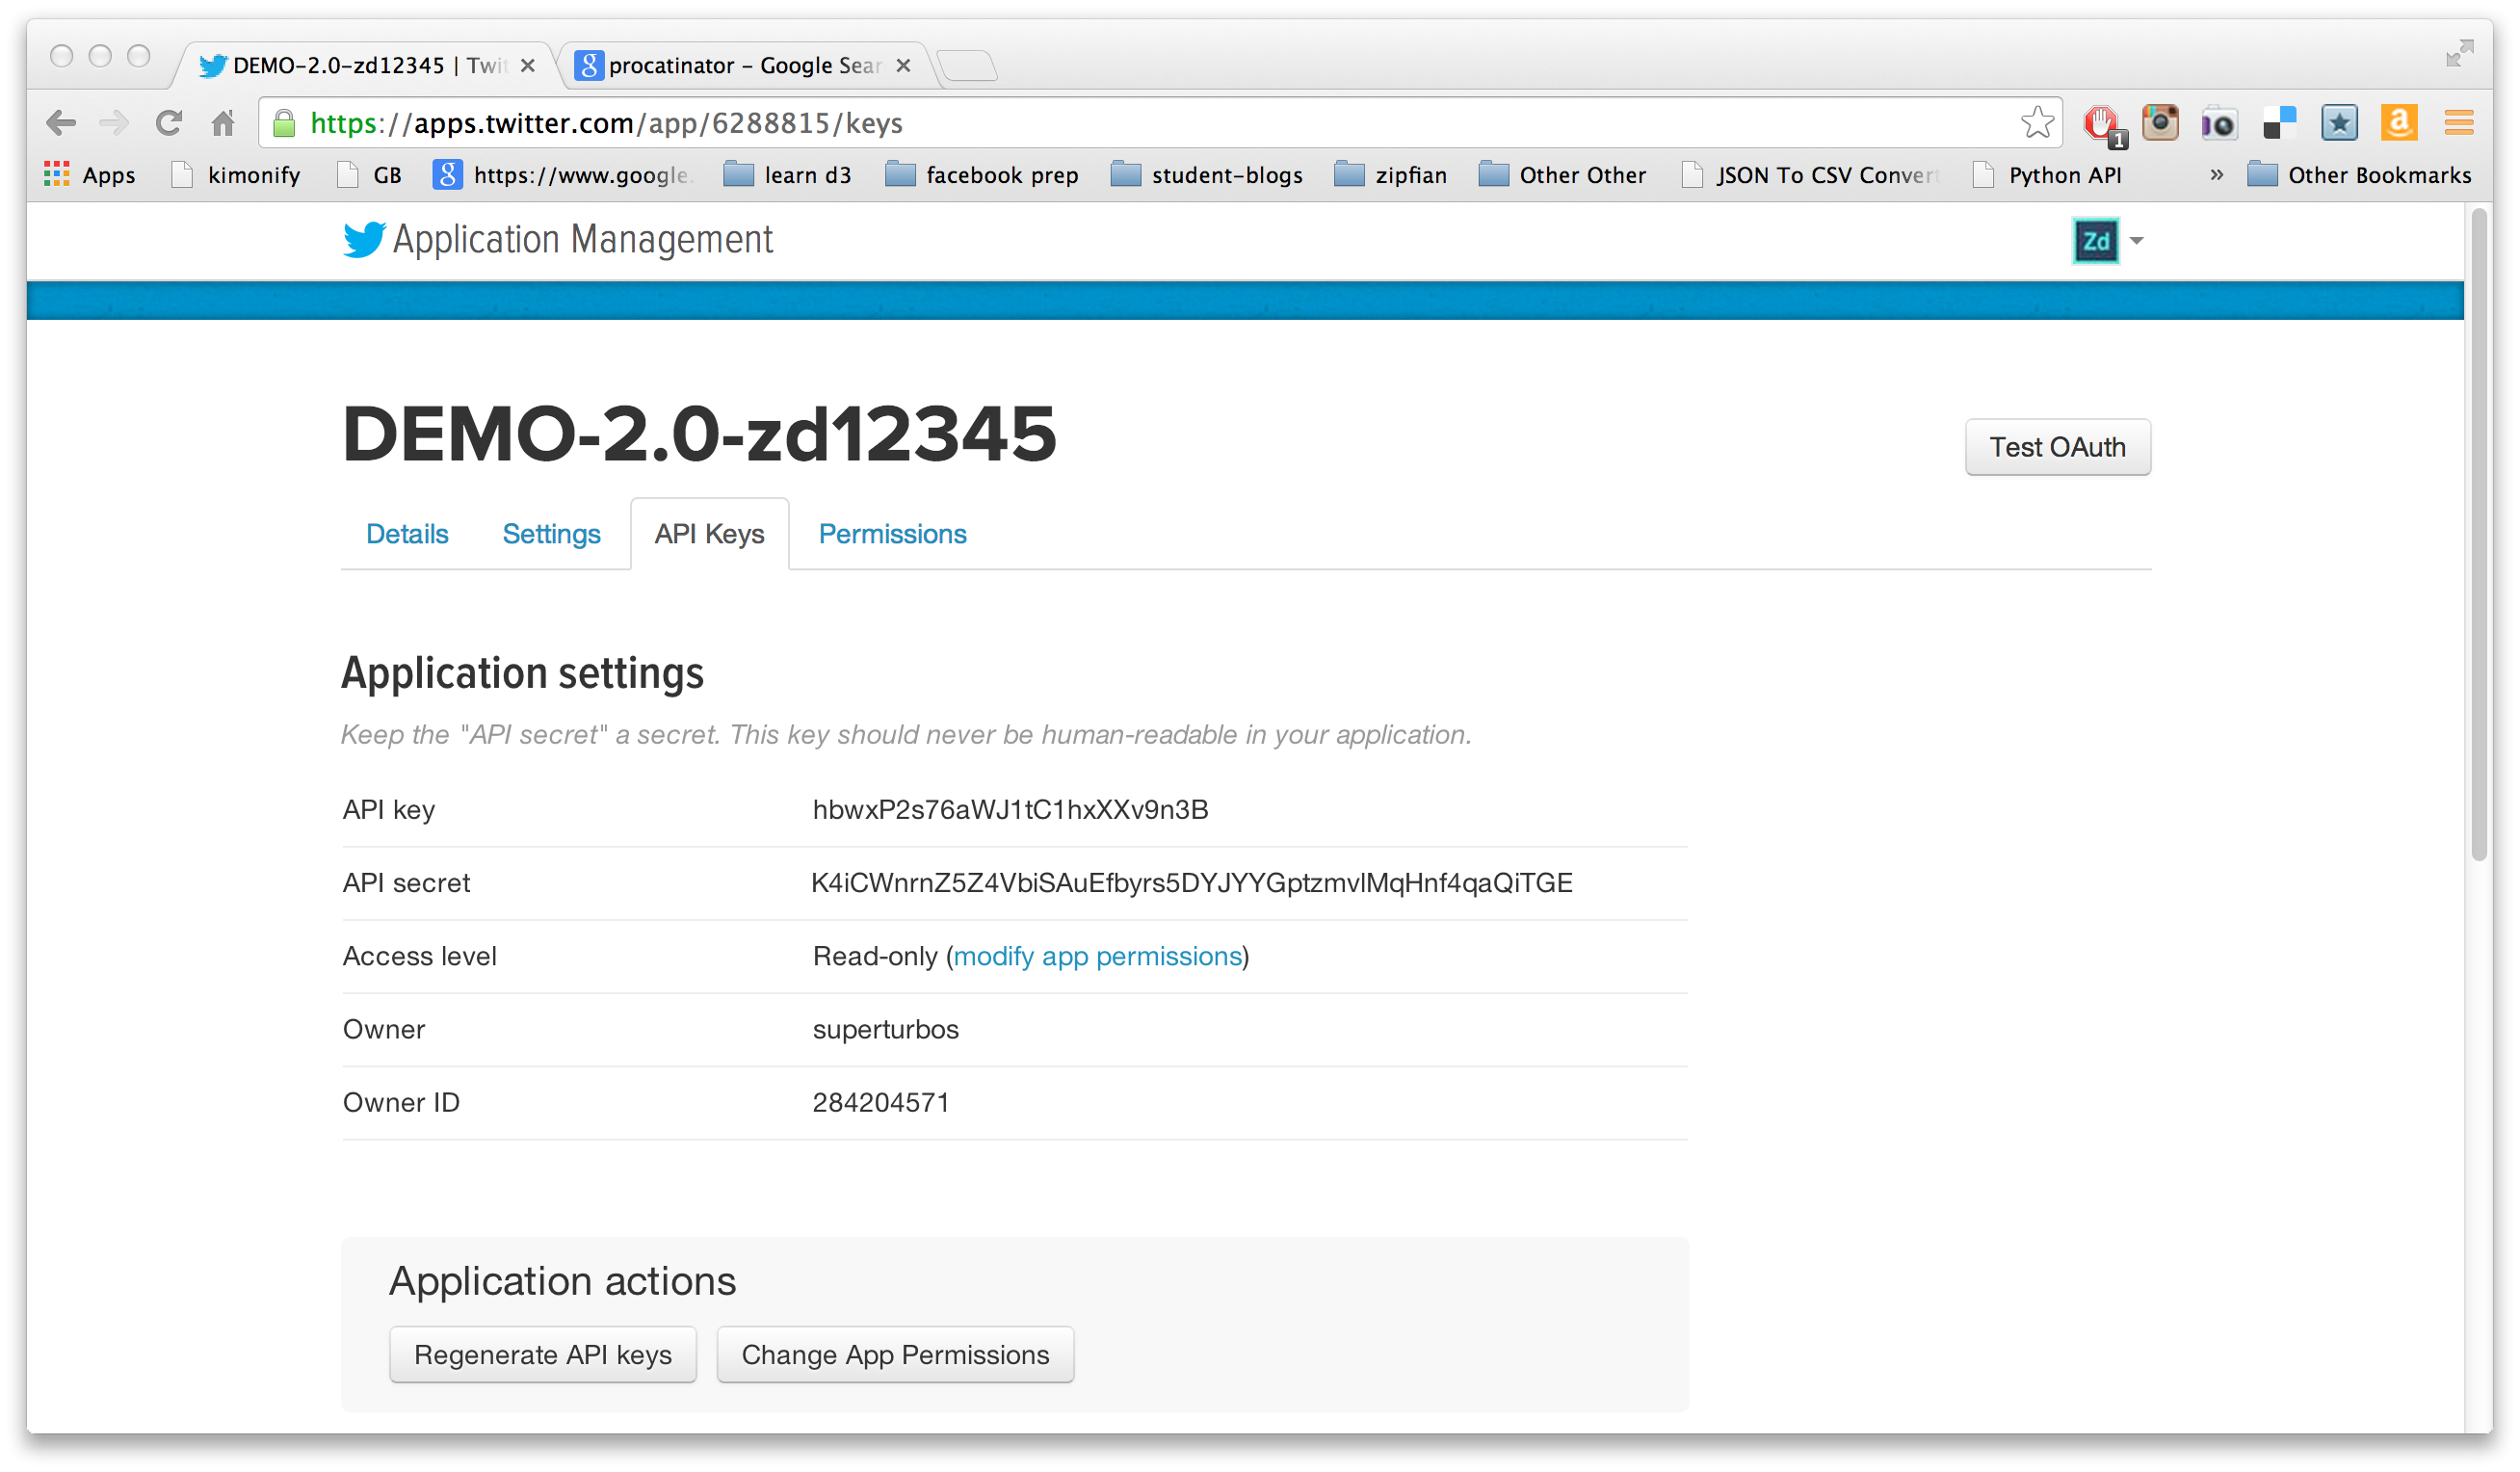 DEMO-2.0-zd12345 | Twit
procatinator – Google Sear
https://apps.twitter.com/app/6288815/keys
1
Apps kimonify GB https://www.google. learn d3 facebook prep student-blogs zipfian Other Other JSON To CSV Convert Python API » Other Bookmarks
Application Management
Zd
DEMO-2.0-zd12345
Test OAuth
Details Settings API Keys Permissions
Application settings
Keep the "API secret" a secret. This key should never be human-readable in your application.
API key hbwxP2s76aWJ1tC1hxXXv9n3B
API secret K4iCWnrnZ5Z4VbiSAuEfbyrs5DYJYYGptzmvlMqHnf4qaQiTGE
Access level Read-only (modify app permissions)
Owner superturbos
Owner ID 284204571
Application actions
Regenerate API keys Change App Permissions